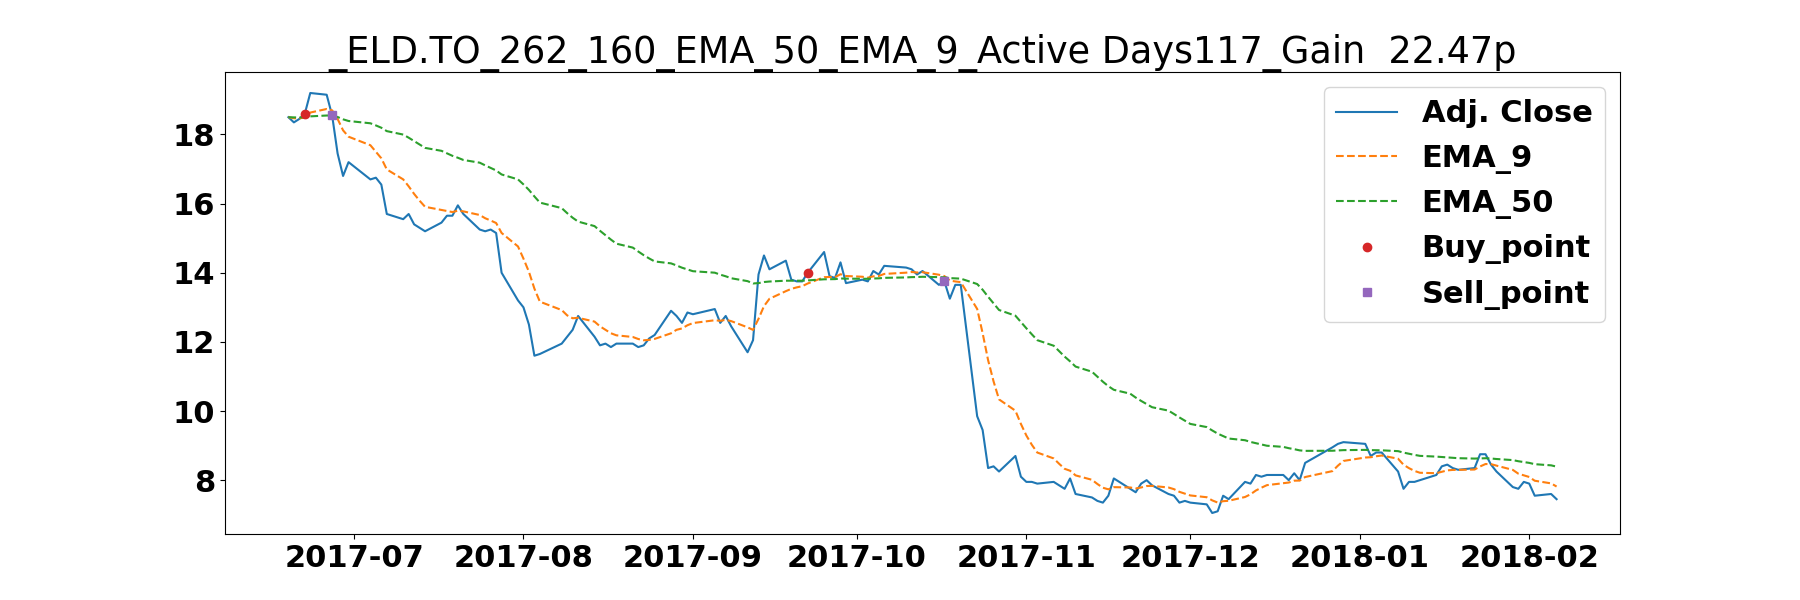 _ELD.TO_262_160_EMA_50_EMA_9_Active Days117_Gain  22.47p
Adj. Close
EMA_9
EMA_50
Buy_point
Sell_point
18
16
14
12
10
8
2017-07 2017-08 2017-09 2017-10 2017-11 2017-12 2018-01 2018-02